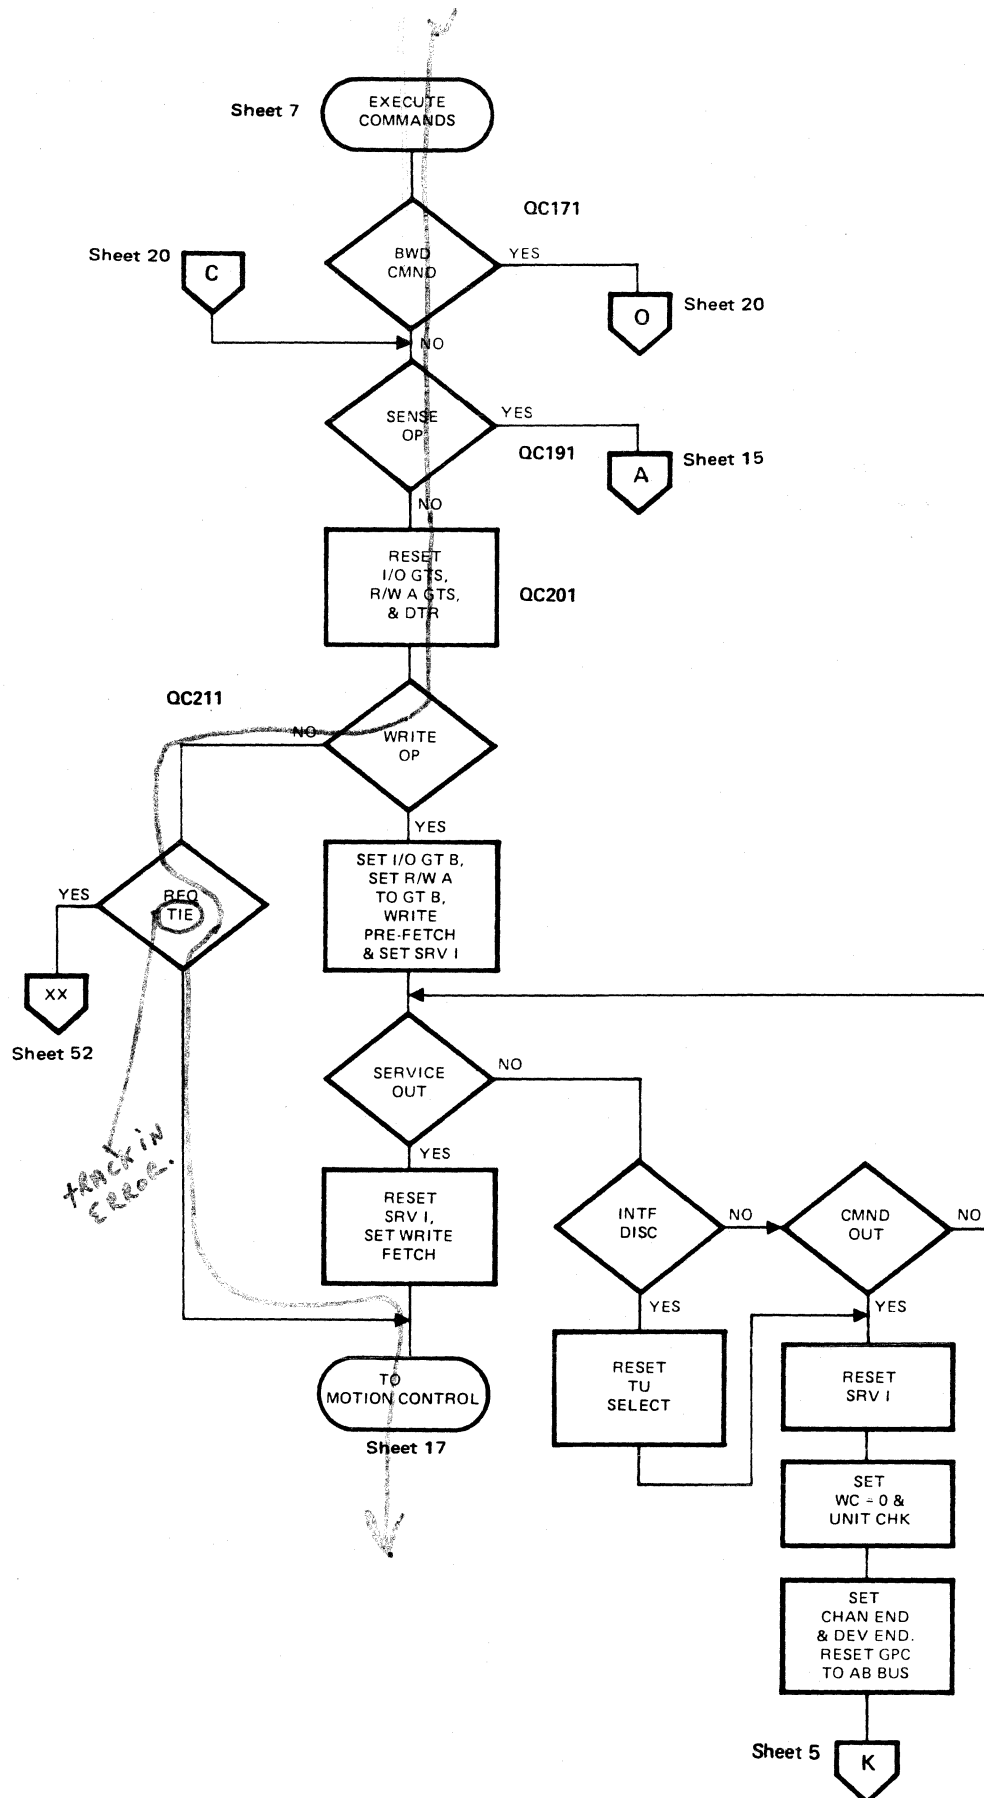 Sheet 7
EXECUTE
COMMANDS
QC171
BWD
CMND
YES
Sheet 20
C
O
Sheet 20
NO
SENSE
OP
YES
QC191
A
Sheet 15
NO
RESET
I/O GTS,
R/W A GTS,
& DTR
QC201
QC211
NO
WRITE
OP
YES
SET I/O GT B,
SET R/W A
TO GT B,
WRITE
PRE-FETCH
& SET SRV I
YES
REQ
TIE
XX
Sheet 52
tRACK iN
ERROR.
SERVICE
OUT
NO
YES
RESET
SRV I,
SET WRITE
FETCH
INTF
DISC
NO
CMND
OUT
NO
YES
YES
TO
MOTION CONTROL
Sheet 17
RESET
TU
SELECT
RESET
SRV I
SET
WC = 0 &
UNIT CHK
SET
CHAN END
& DEV END.
RESET GPC
TO AB BUS
Sheet 5
K